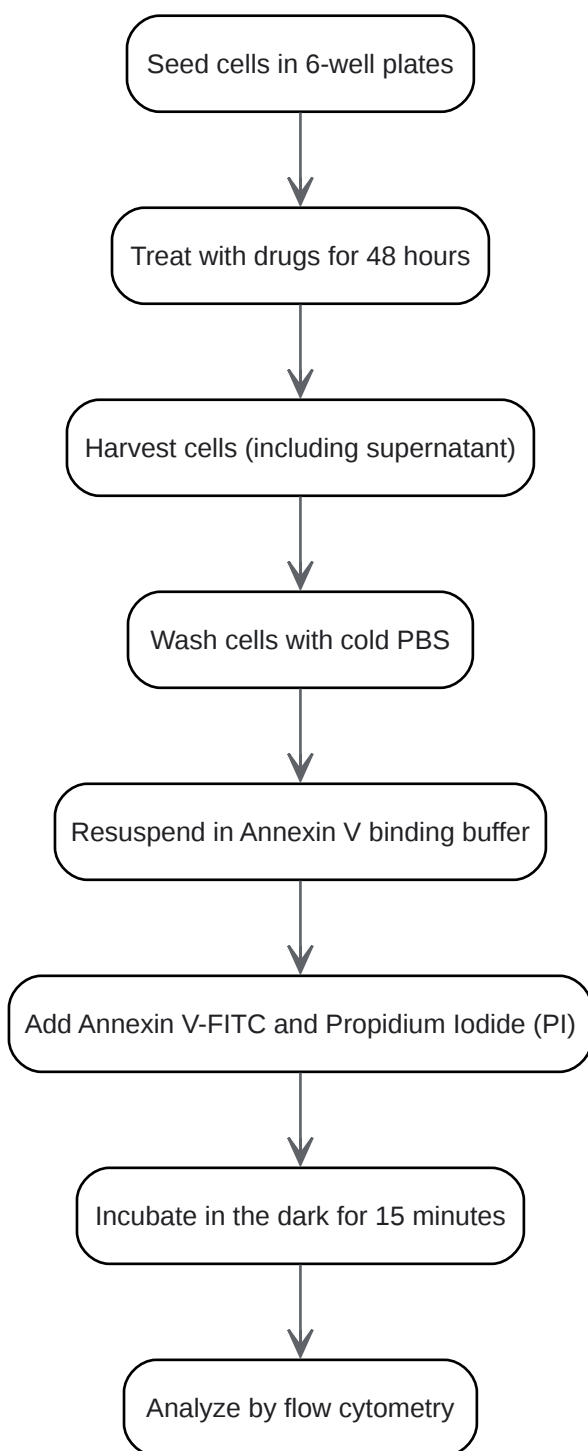 Seed cells in 6-well plates
Treat with drugs for 48 hours
Harvest cells (including supernatant)
Wash cells with cold PBS
Resuspend in Annexin V binding buffer
Add Annexin V-FITC and Propidium Iodide (PI)
Incubate in the dark for 15 minutes
Analyze by flow cytometry